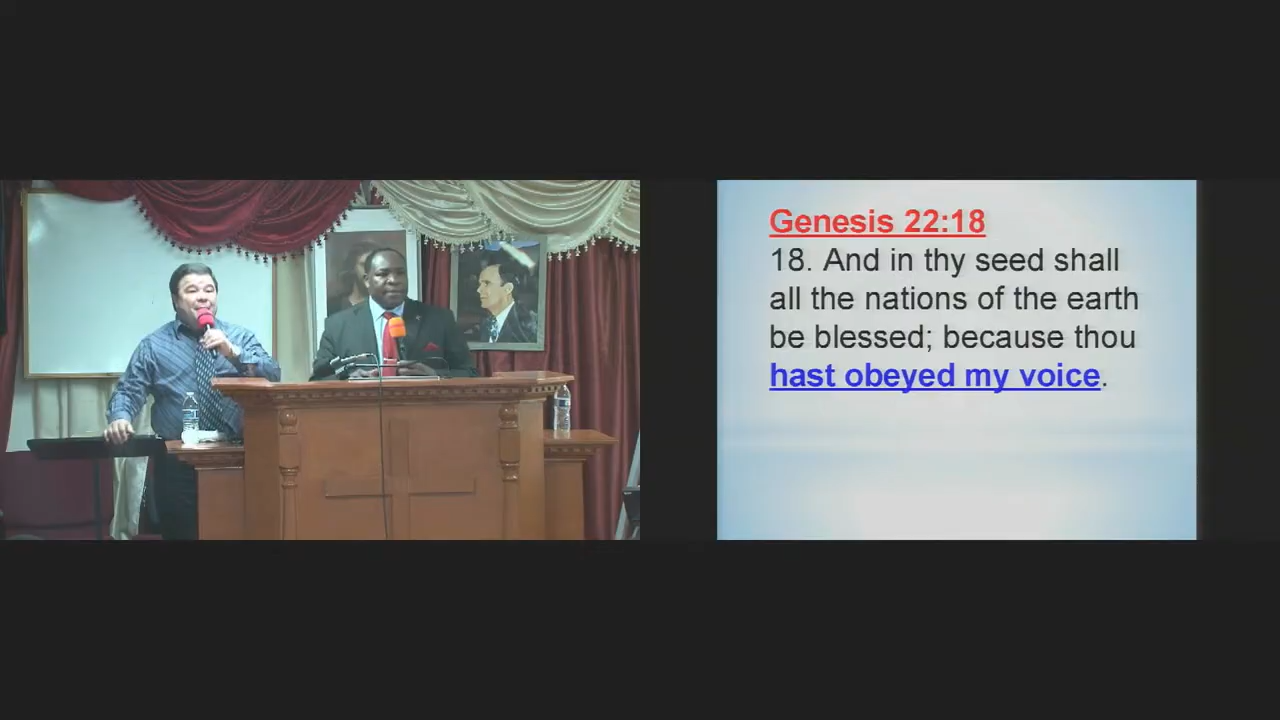 Genesis 22:18
18. And in thy seed shall
all the nations of the earth
be blessed; because thou
hast obeyed my voice.